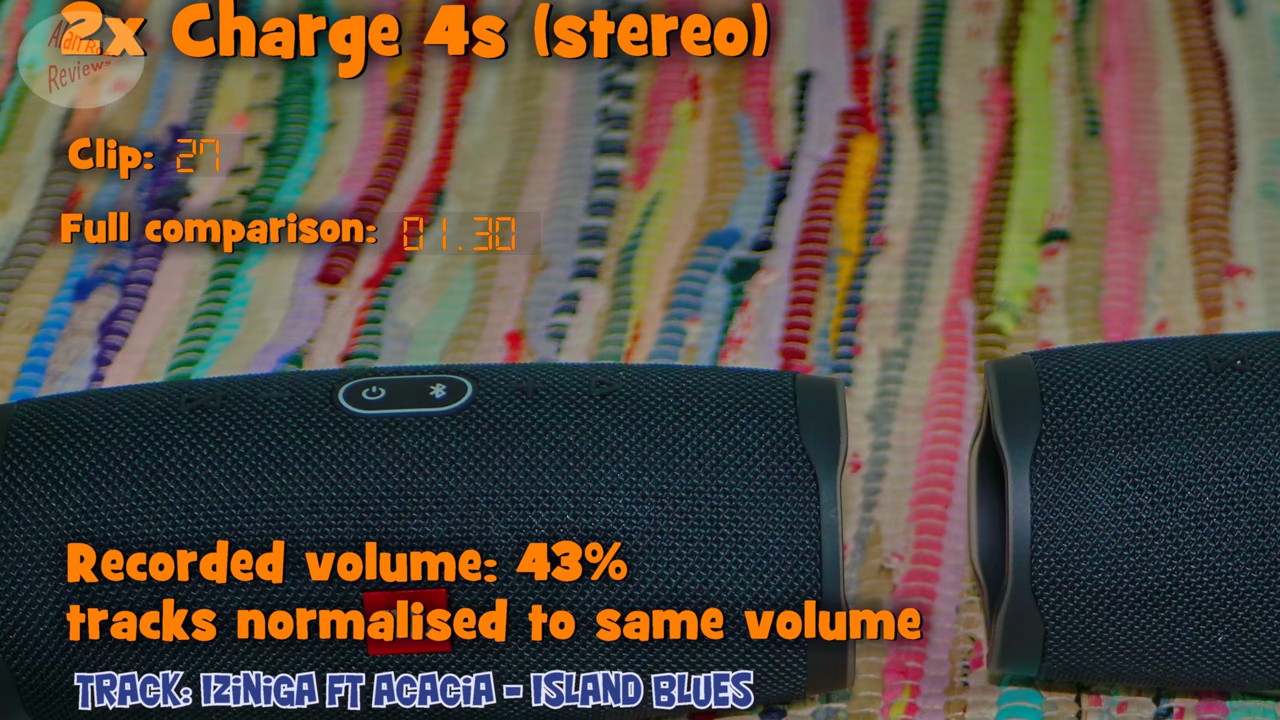 2x Charge 4s (stereo)
Reviews
Clip: 27
Full comparison: 01.30
Recorded volume: 43%
tracks normalised to same volume
TRACK: IZINIGA FT ACACIA - ISLAND BLUES